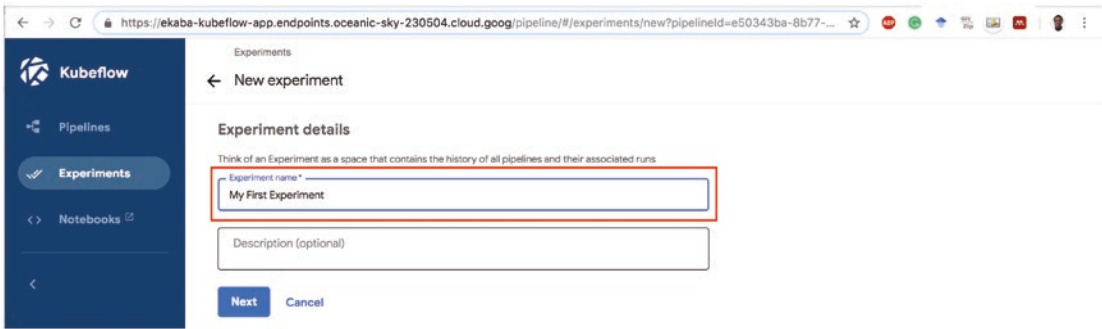 https://ekaba-kubeflow-app.endpoints.oceanic-sky-230504.cloud.goog/pipeline/#/experiments/new?pipelineId=e50343ba-8b77-...
ABP
Kubeflow
Experiments
New experiment
Pipelines
Experiments
Notebooks
Experiment details
Think of an Experiment as a space that contains the history of all pipelines and their associated runs
Experiment name *
My First Experiment
Description (optional)
Next
Cancel